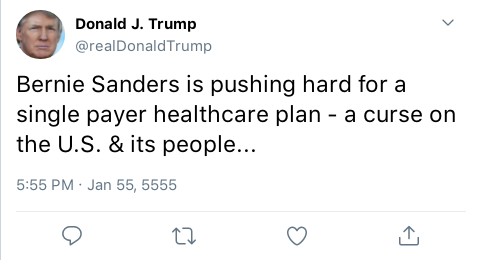 Donald J. Trump
@realDonaldTrump
Bernie Sanders is pushing hard for a
single payer healthcare plan - a curse on
the U.S. & its people...
5:55 PM · Jan 55, 5555